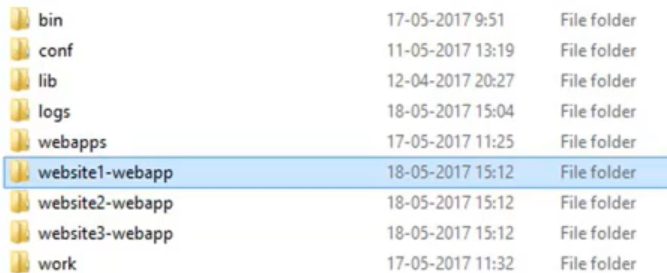 bin 17-05-2017 9:51 File folder
conf 11-05-2017 13:19 File folder
lib 12-04-2017 20:27 File folder
logs 18-05-2017 15:04 File folder
webapps 17-05-2017 11:25 File folder
website1-webapp 18-05-2017 15:12 File folder
website2-webapp 18-05-2017 15:12 File folder
website3-webapp 18-05-2017 15:12 File folder
work 17-05-2017 11:32 File folder